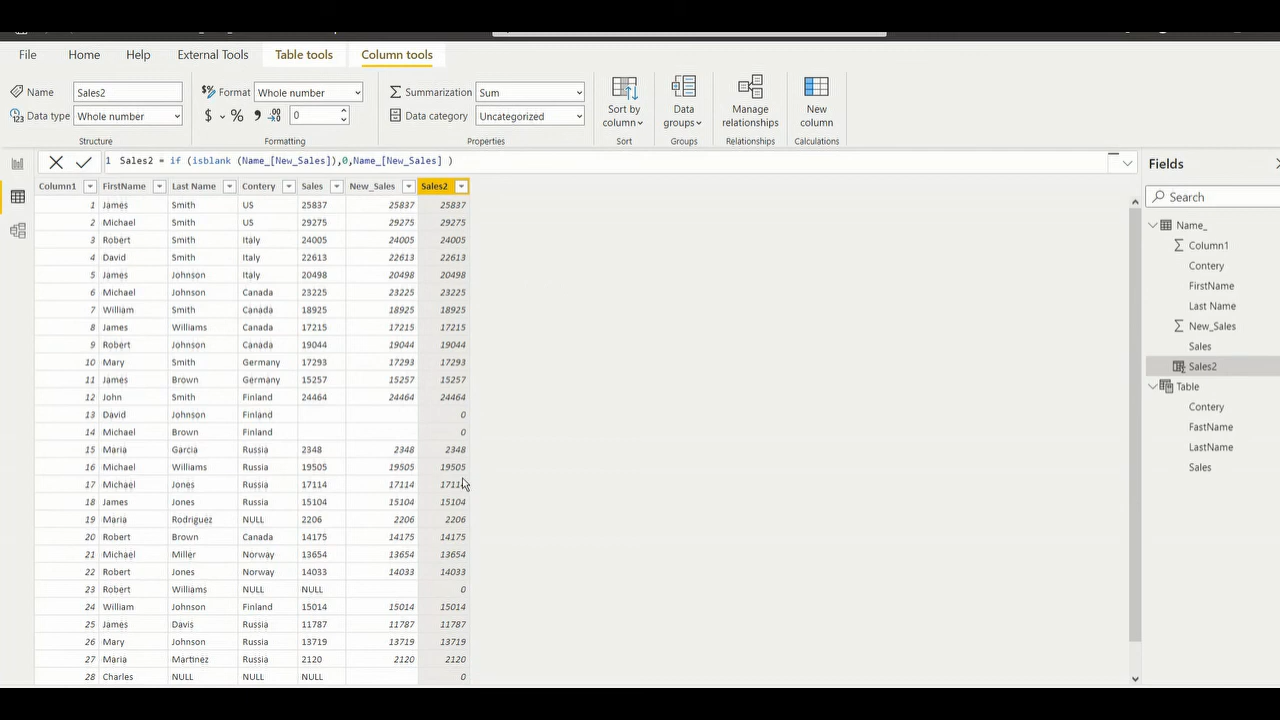 File Home Help External Tools Table tools Column tools
Name Sales2 Format Whole number Summarization Sum Sort by column Data groups Manage relationships New column
Data type Whole number $ % 0 Data category Uncategorized
Structure Formatting Properties Sort Groups Relationships Calculations
1 Sales2 = if (isblank (Name_[New_Sales]),0,Name_[New_Sales] )
Column1 FirstName Last Name Contery Sales New_Sales Sales2
1 James Smith US 25837 25837 25837
2 Michael Smith US 29275 29275 29275
3 Robert Smith Italy 24005 24005 24005
4 David Smith Italy 22613 22613 22613
5 James Johnson Italy 20498 20498 20498
6 Michael Johnson Canada 23225 23225 23225
7 William Smith Canada 18925 18925 18925
8 James Williams Canada 17215 17215 17215
9 Robert Johnson Canada 19044 19044 19044
10 Mary Smith Germany 17293 17293 17293
11 James Brown Germany 15257 15257 15257
12 John Smith Finland 24464 24464 24464
13 David Johnson Finland 0
14 Michael Brown Finland 0
15 Maria Garcia Russia 2348 2348 2348
16 Michael Williams Russia 19505 19505 19505
17 Michael Jones Russia 17114 17114 17114
18 James Jones Russia 15104 15104 15104
19 Maria Rodriguez NULL 2206 2206 2206
20 Robert Brown Canada 14175 14175 14175
21 Michael Miller Norway 13654 13654 13654
22 Robert Jones Norway 14033 14033 14033
23 Robert Williams NULL NULL 0
24 William Johnson Finland 15014 15014 15014
25 James Davis Russia 11787 11787 11787
26 Mary Johnson Russia 13719 13719 13719
27 Maria Martinez Russia 2120 2120 2120
28 Charles NULL NULL NULL 0
Fields
Search
Name_
Column1
Contery
FirstName
Last Name
New_Sales
Sales
Sales2
Table
Contery
FastName
LastName
Sales